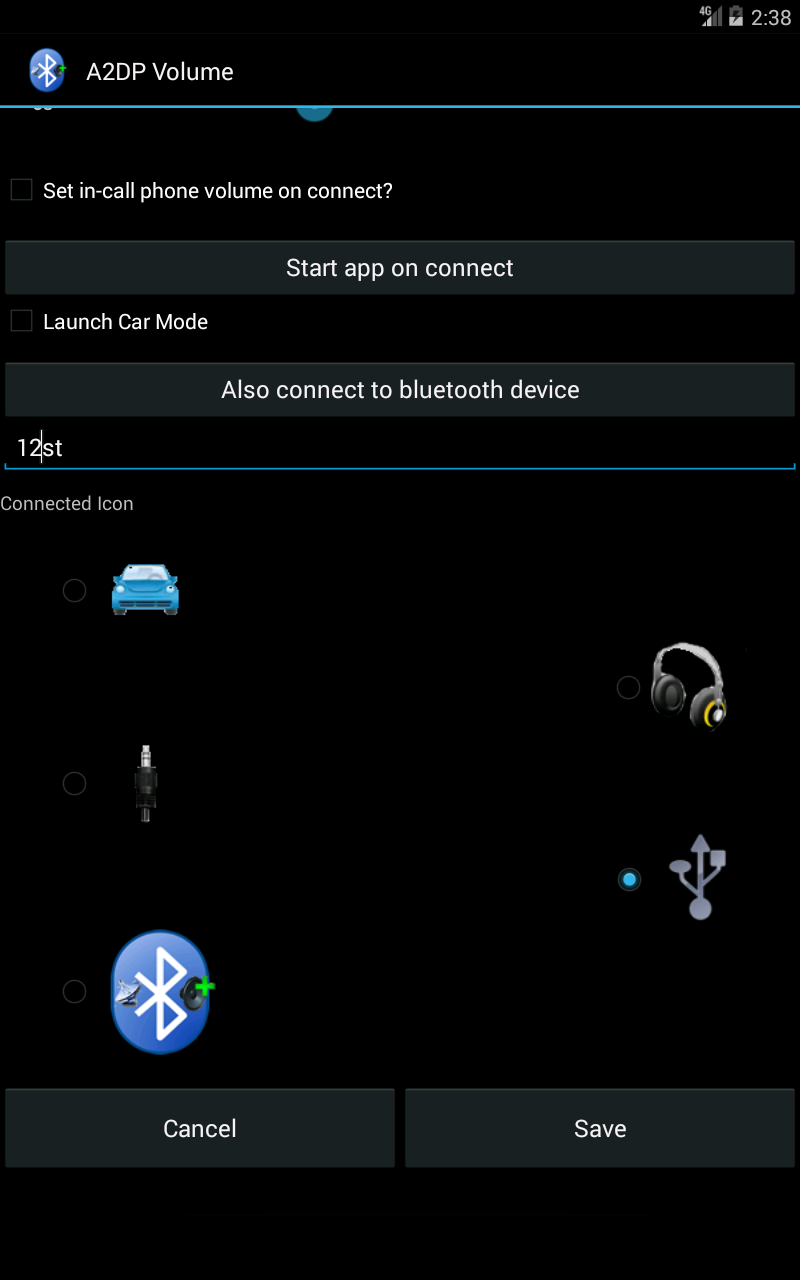 4G 2:38
A2DP Volume
Set in-call phone volume on connect?
Start app on connect
Launch Car Mode
Also connect to bluetooth device
12st
Connected Icon
Cancel
Save